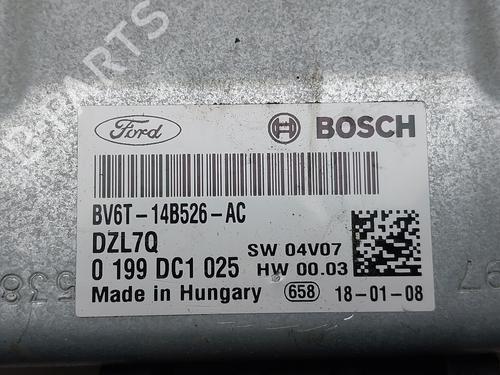 Ford BOSCH
BV6T-14B526-AC
DZL7Q
SW 04V07
0 199 DC1 025 HW 00.03
Made in Hungary 658 18-01-08